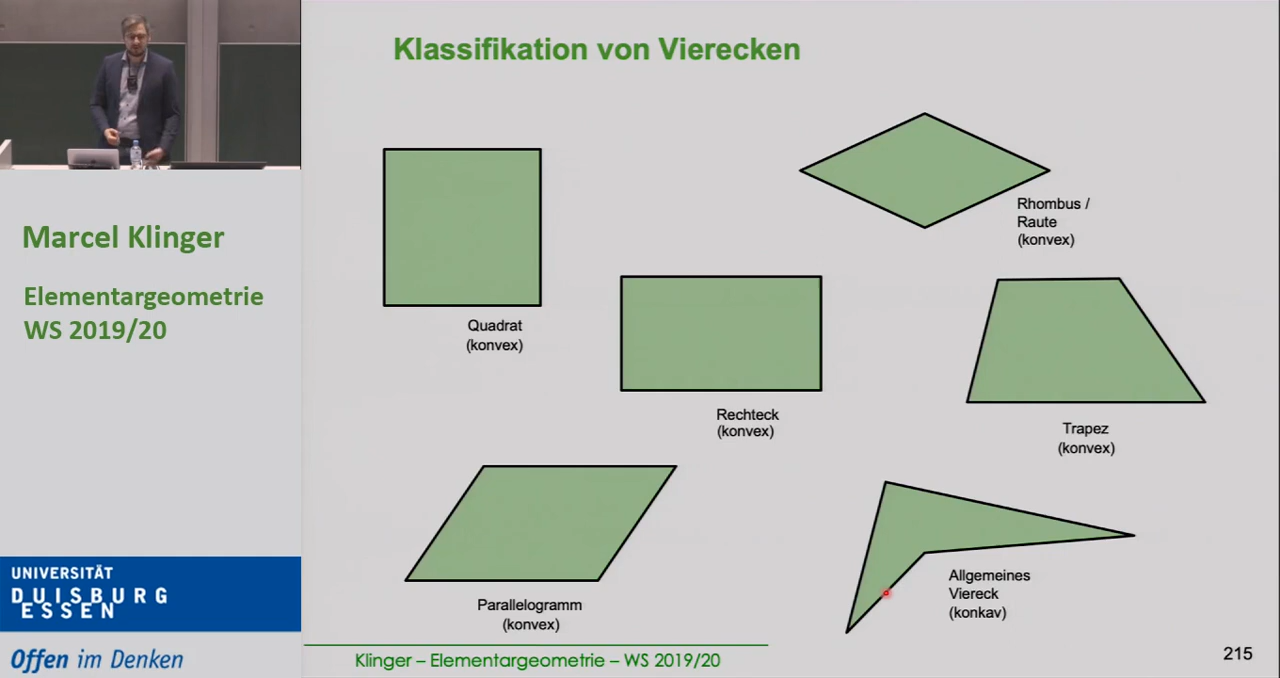 Klassifikation von Vierecken
Marcel Klinger
Elementargeometrie
WS 2019/20
UNIVERSITÄT
DUISBURG
ESSEN
Offen im Denken
Quadrat
(konvex)
Rhombus /
Raute
(konvex)
Rechteck
(konvex)
Trapez
(konvex)
Parallelogramm
(konvex)
Allgemeines
Viereck
(konkav)
Klinger – Elementargeometrie – WS 2019/20
215